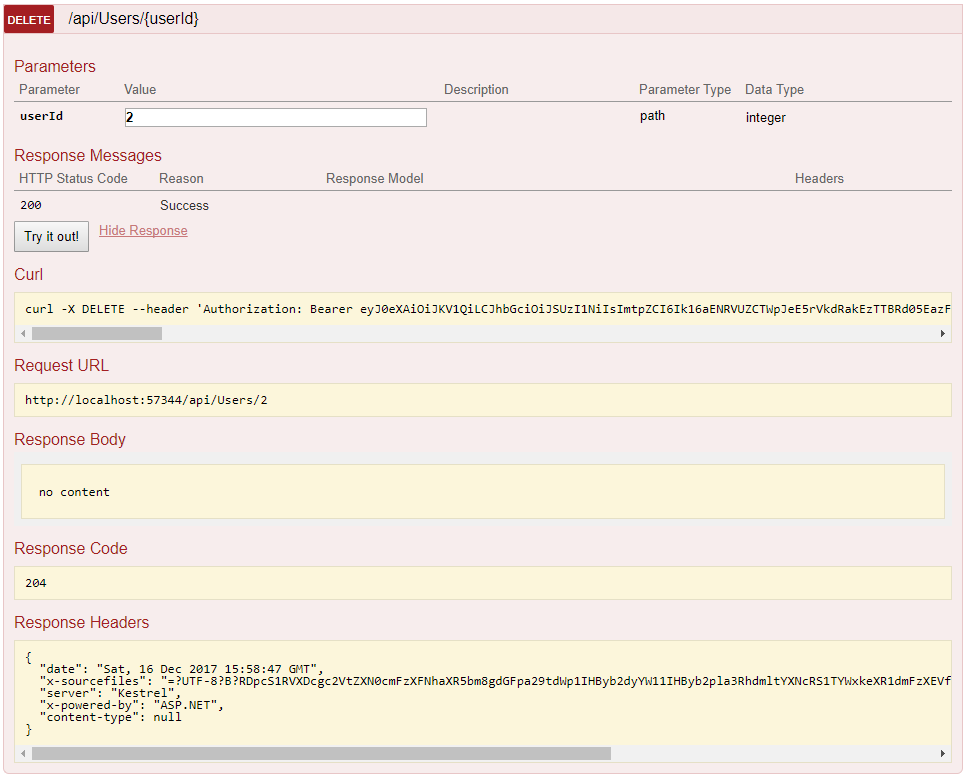 DELETE /api/Users/{userId}
Parameters
Parameter Value Description Parameter Type Data Type
userId 2 path integer
Response Messages
HTTP Status Code Reason Response Model Headers
200 Success
Try it out! Hide Response
Curl
curl -X DELETE --header 'Authorization: Bearer eyJ0eXAiOiJKV1QiLCJhbGciOiJSUzI1NiIsImtpZCI6Ik16aENRVUZCTWpJeE5rVkdRakEzTTBRd05EazF
Request URL
http://localhost:57344/api/Users/2
Response Body
no content
Response Code
204
Response Headers
{
"date": "Sat, 16 Dec 2017 15:58:47 GMT",
"x-sourcefiles": "=?UTF-8?B?RDpcS1RVXDcgc2VtZXN0cmFzXFNhaXR5bm8gdGFpa29tdWp1IHByb2dyYW11IHByb2pla3RhdmltYXNcRS1TYWxkeXR1dmFzXEVf
"server": "Kestrel",
"x-powered-by": "ASP.NET",
"content-type": null
}